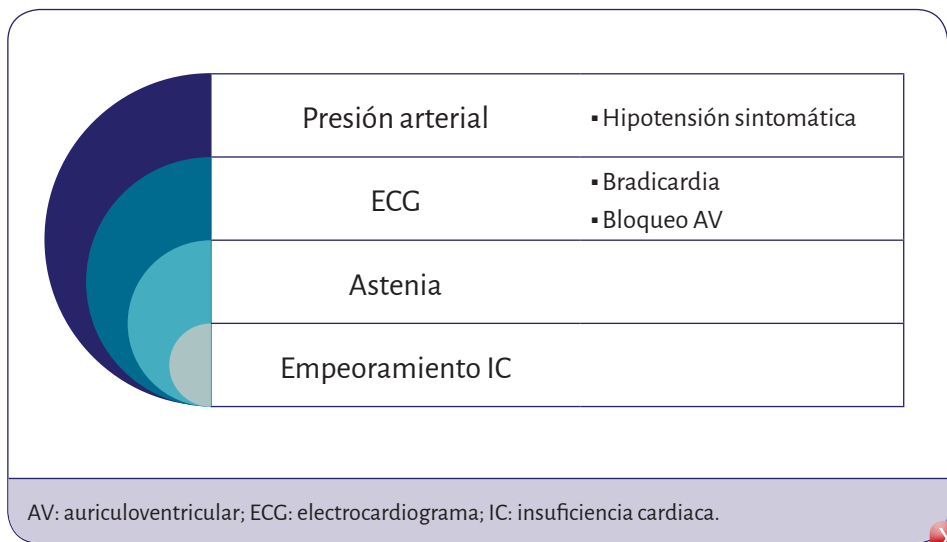 Presión arterial
▪ Hipotensión sintomática
ECG
▪ Bradicardia
▪ Bloqueo AV
Astenia
Empeoramiento IC
AV: auriculoventricular; ECG: electrocardiograma; IC: insuficiencia cardiaca.